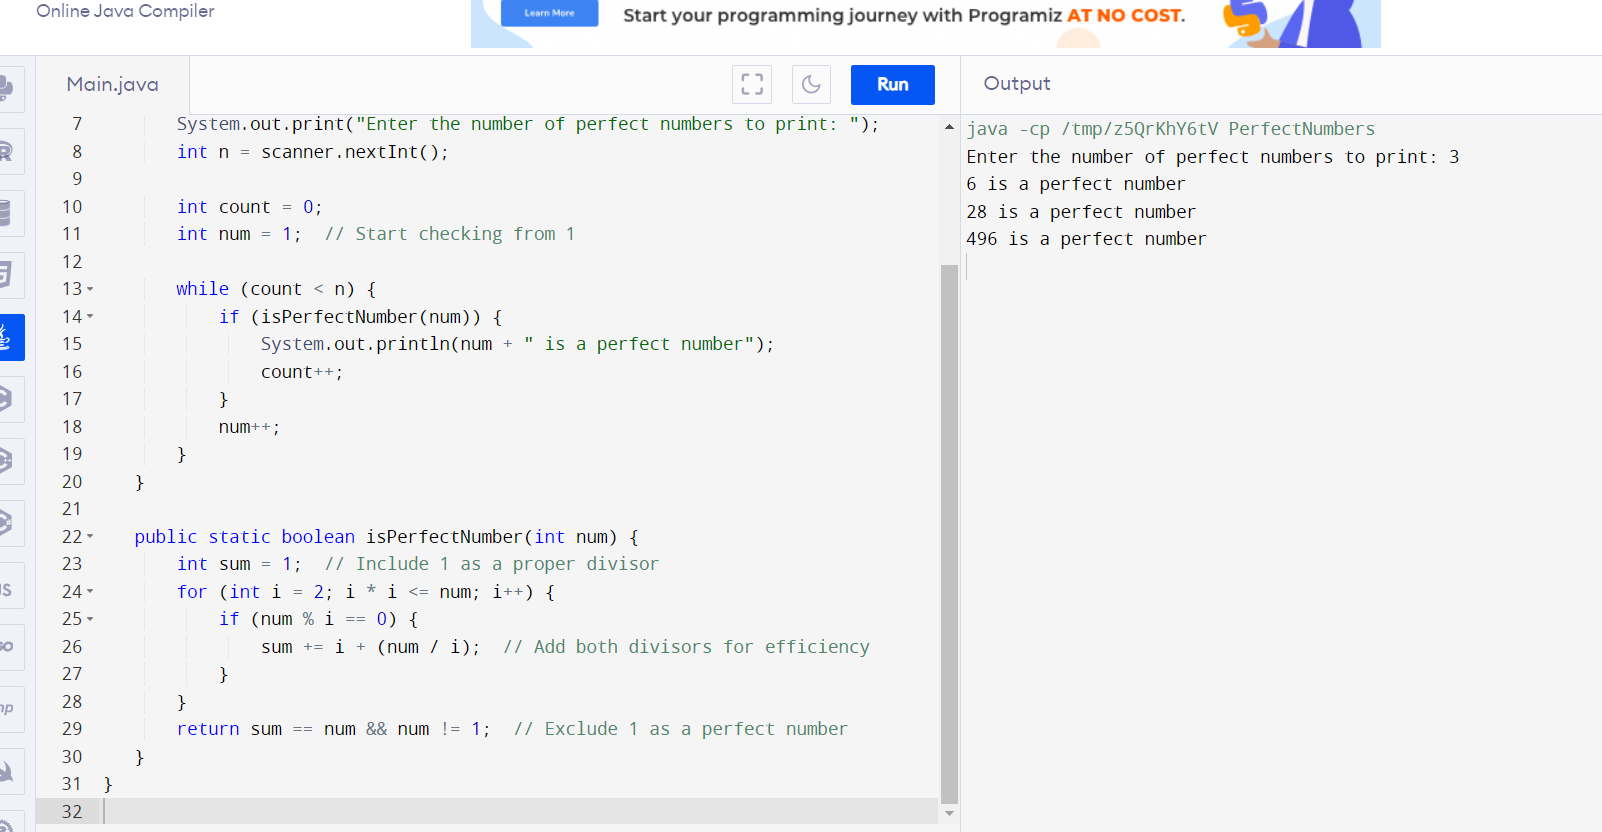 Online Java Compiler
Learn More
Start your programming journey with Programiz AT NO COST.
Main.java
Run
Output
7 System.out.print("Enter the number of perfect numbers to print: ");
8 int n = scanner.nextInt();
9
10 int count = 0;
11 int num = 1;  // Start checking from 1
12
13 while (count < n) {
14 if (isPerfectNumber(num)) {
15 System.out.println(num + " is a perfect number");
16 count++;
17 }
18 num++;
19 }
20 }
21
22 public static boolean isPerfectNumber(int num) {
23 int sum = 1;  // Include 1 as a proper divisor
24 for (int i = 2; i * i <= num; i++) {
25 if (num % i == 0) {
26 sum += i + (num / i);  // Add both divisors for efficiency
27 }
28 }
29 return sum == num && num != 1;  // Exclude 1 as a perfect number
30 }
31 }
32
java -cp /tmp/z5QrKhY6tV PerfectNumbers
Enter the number of perfect numbers to print: 3
6 is a perfect number
28 is a perfect number
496 is a perfect number